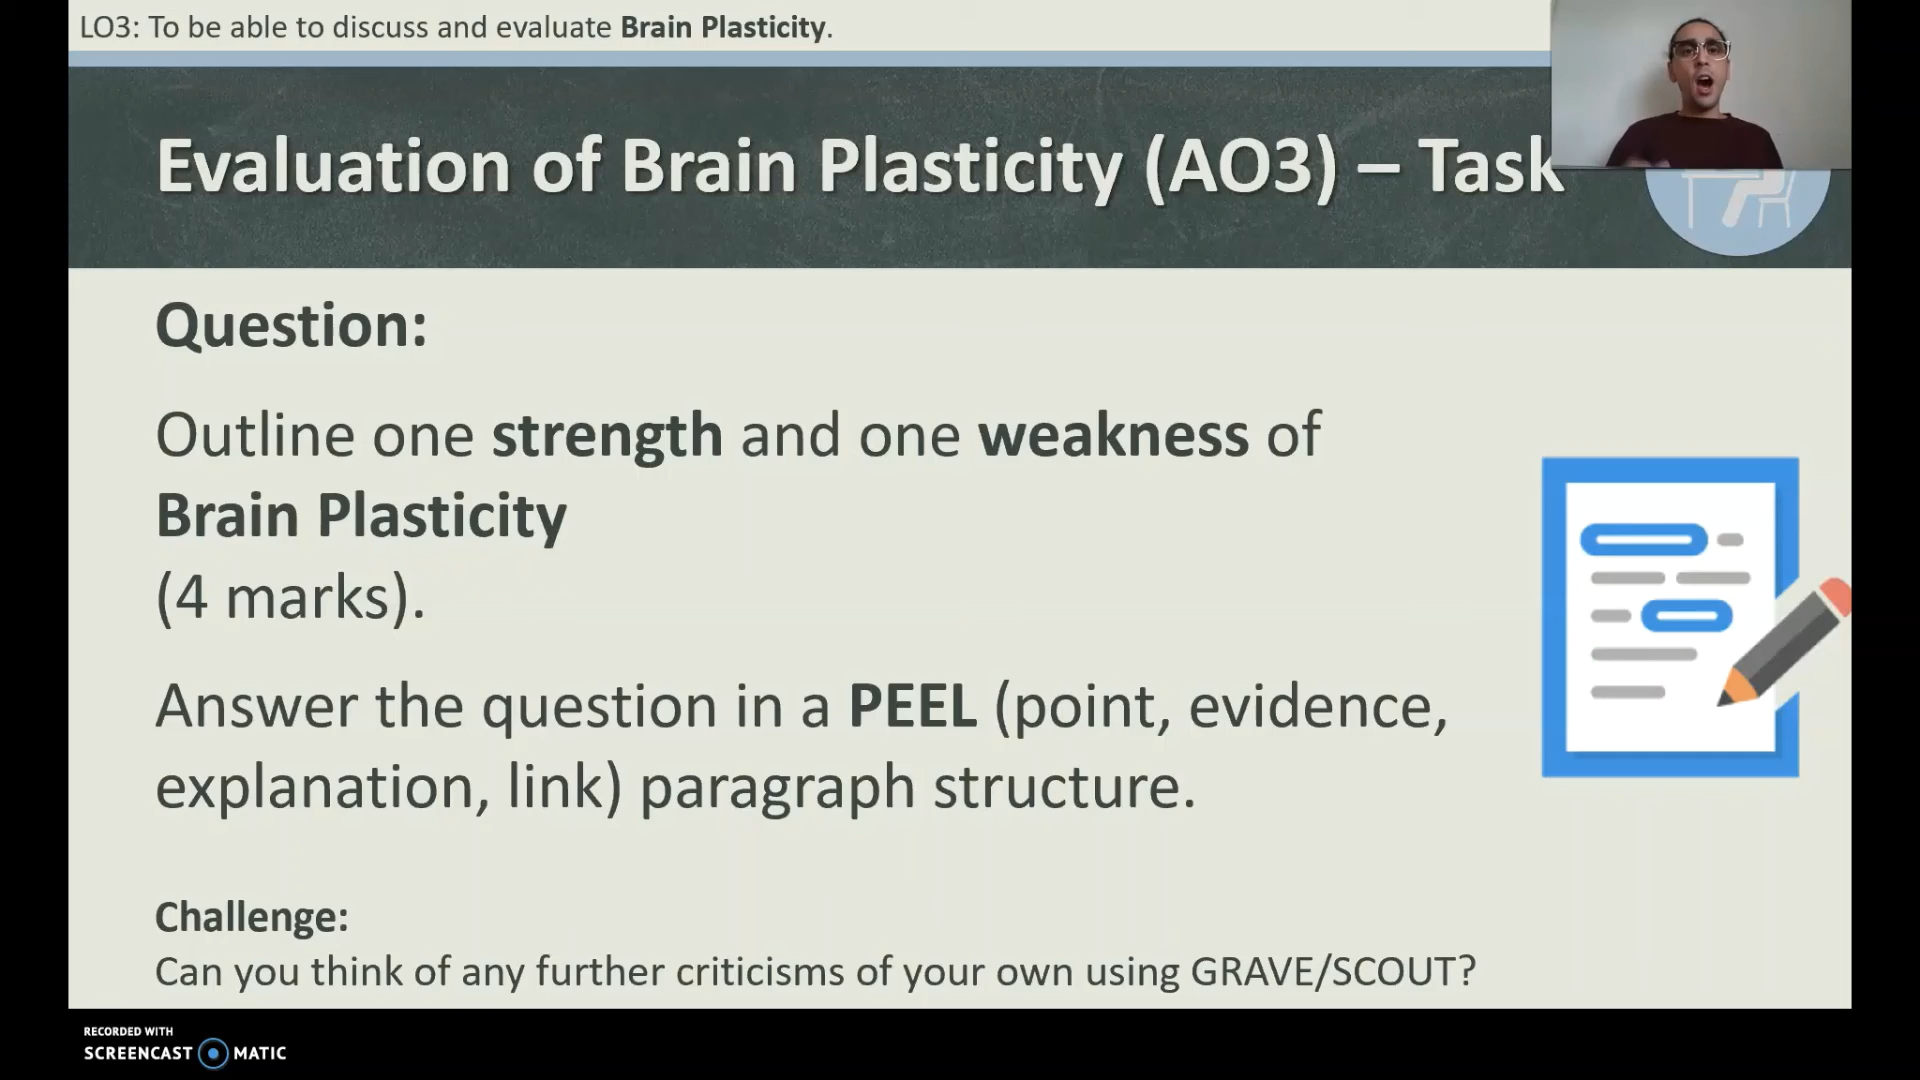 LO3: To be able to discuss and evaluate Brain Plasticity.
Evaluation of Brain Plasticity (AO3) – Task
Question:
Outline one strength and one weakness of
Brain Plasticity
(4 marks).
Answer the question in a PEEL (point, evidence,
explanation, link) paragraph structure.
Challenge:
Can you think of any further criticisms of your own using GRAVE/SCOUT?
RECORDED WITH
SCREENCAST MATIC